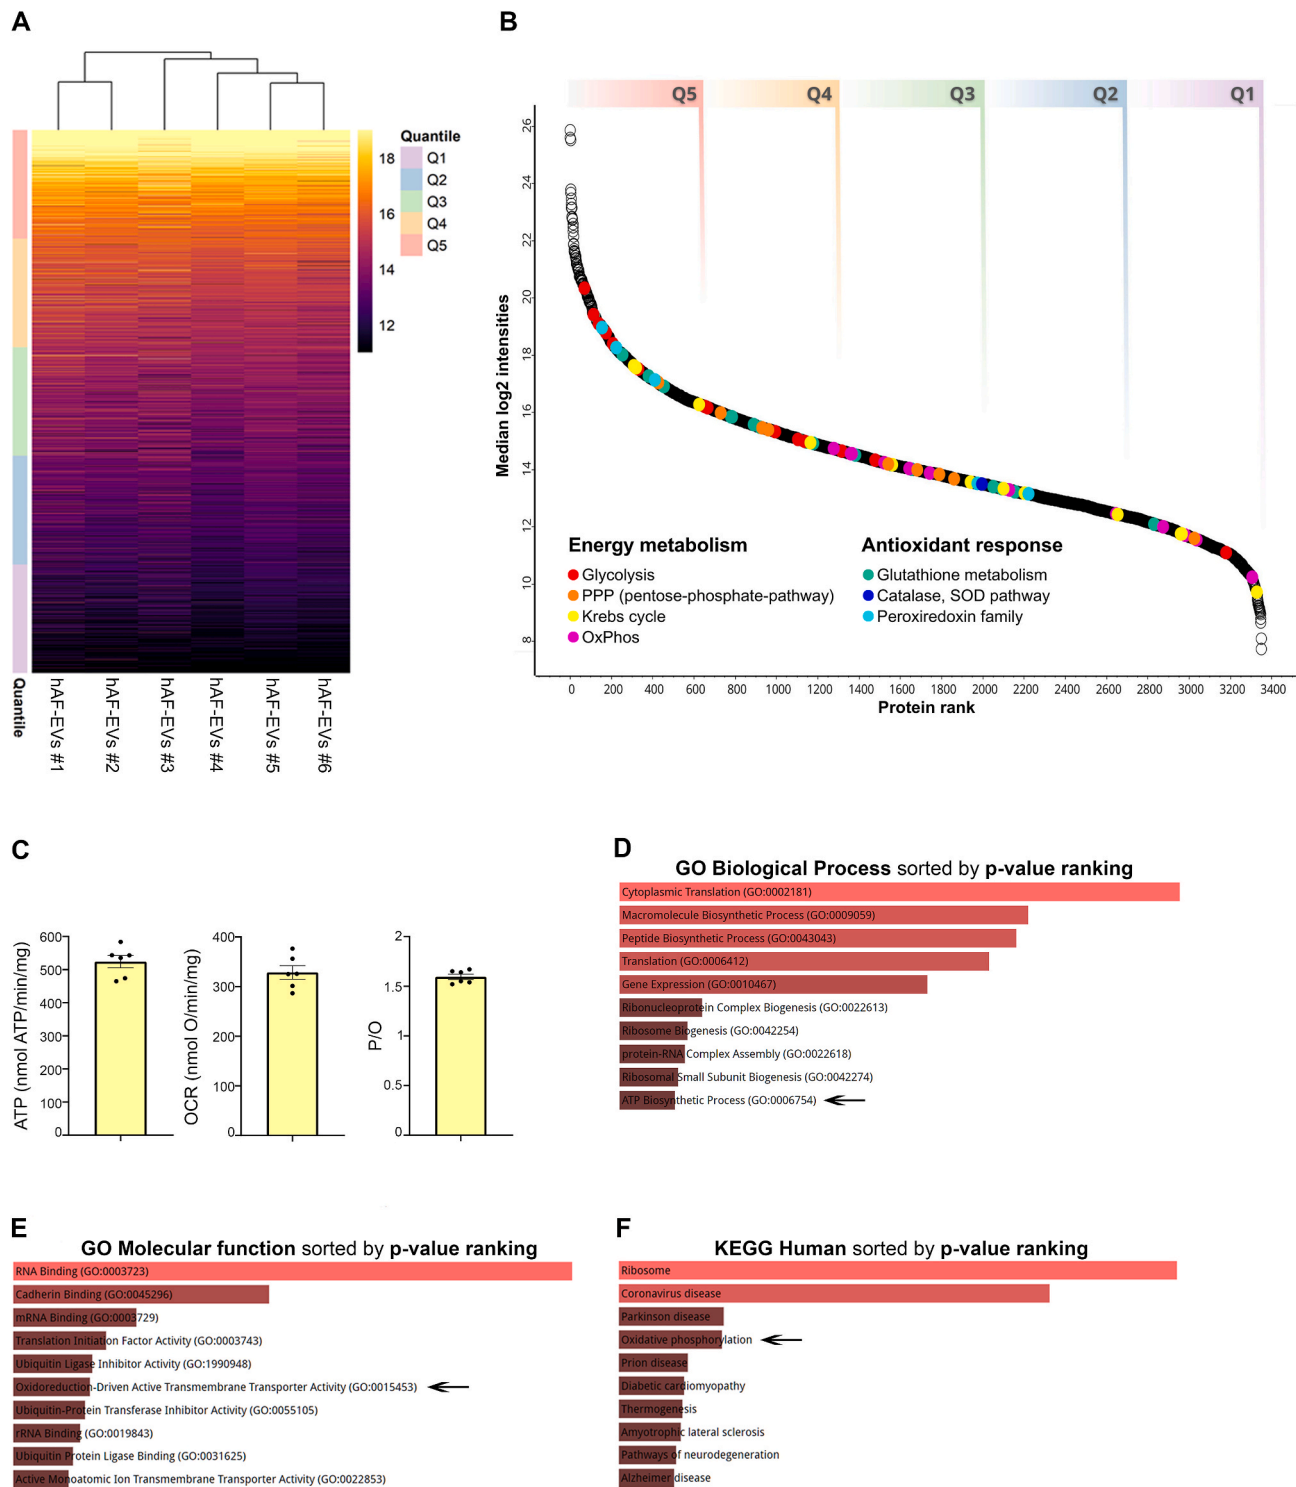 A
Quantile
Q1
Q2
Q3
Q4
Q5
18
16
14
12
Quantile
hAF-EVs #1
hAF-EVs #2
hAF-EVs #3
hAF-EVs #4
hAF-EVs #5
hAF-EVs #6
B
Q5 Q4 Q3 Q2 Q1
26
24
22
20
18
16
14
12
10
8
Median log2 intensities
Energy metabolism
Glycolysis
PPP (pentose-phosphate-pathway)
Krebs cycle
OxPhos
Antioxidant response
Glutathione metabolism
Catalase, SOD pathway
Peroxiredoxin family
0 200 400 600 800 1000 1200 1400 1600 1800 2000 2200 2400 2600 2800 3000 3200 3400
Protein rank
C
ATP (nmol ATP/min/mg)
600
500
400
300
200
100
0
OCR (nmol O/min/mg)
400
300
200
100
0
P/O
2
1.5
1
0.5
0
D
GO Biological Process sorted by p-value ranking
Cytoplasmic Translation (GO:0002181)
Macromolecule Biosynthetic Process (GO:0009059)
Peptide Biosynthetic Process (GO:0043043)
Translation (GO:0006412)
Gene Expression (GO:0010467)
Ribonucleoprotein Complex Biogenesis (GO:0022613)
Ribosome Biogenesis (GO:0042254)
protein-RNA Complex Assembly (GO:0022618)
Ribosomal Small Subunit Biogenesis (GO:0042274)
ATP Biosynthetic Process (GO:0006754)
E
GO Molecular function sorted by p-value ranking
RNA Binding (GO:0003723)
Cadherin Binding (GO:0045296)
mRNA Binding (GO:0003729)
Translation Initiation Factor Activity (GO:0003743)
Ubiquitin Ligase Inhibitor Activity (GO:1990948)
Oxidoreduction-Driven Active Transmembrane Transporter Activity (GO:0015453)
Ubiquitin-Protein Transferase Inhibitor Activity (GO:0055105)
rRNA Binding (GO:0019843)
Ubiquitin Protein Ligase Binding (GO:0031625)
Active Monoatomic Ion Transmembrane Transporter Activity (GO:0022853)
F
KEGG Human sorted by p-value ranking
Ribosome
Coronavirus disease
Parkinson disease
Oxidative phosphorylation
Prion disease
Diabetic cardiomyopathy
Thermogenesis
Amyotrophic lateral sclerosis
Pathways of neurodegeneration
Alzheimer disease